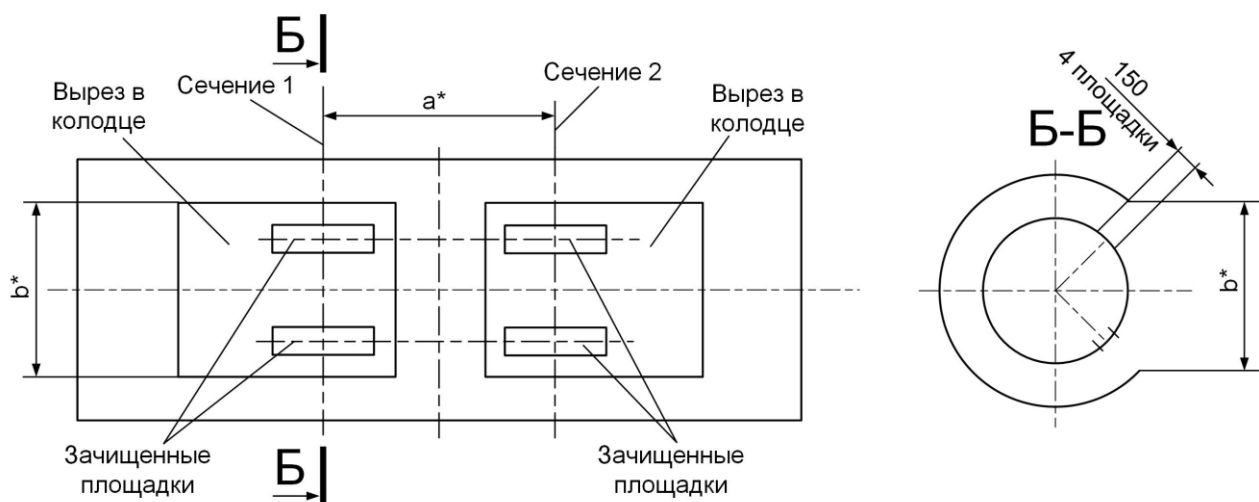 Б
Сечение 1
Вырез в
колодце
a*
Сечение 2
Вырез в
колодце
b*
Зачищенные
площадки
Б
Зачищенные
площадки
Б-Б
150
4 площадки
b*